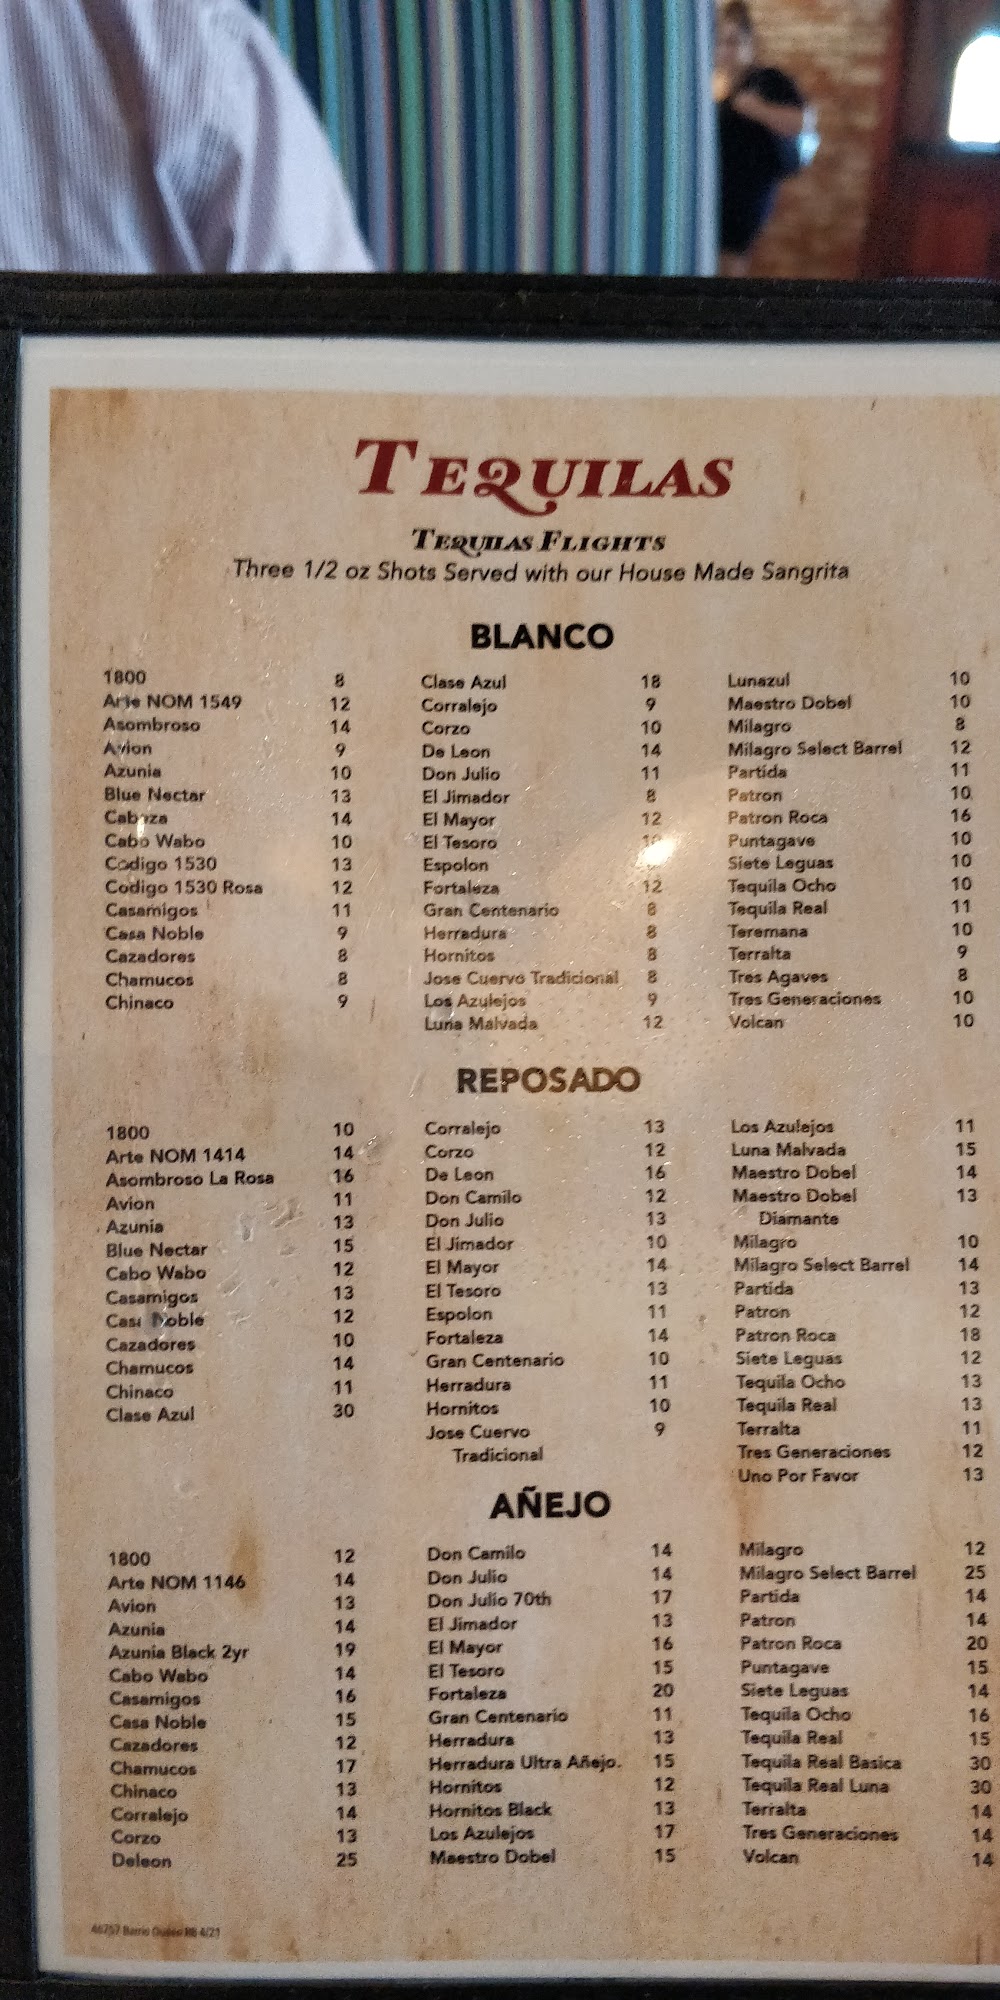 TEQUILAS
TEQUILAS FLIGHTS
Three 1/2 oz Shots Served with our House Made Sangrita
BLANCO
1800 8
Arte NOM 1549 12
Asombroso 14
Avion 9
Azunia 10
Blue Nectar 13
Cabeza 14
Cabo Wabo 10
Codigo 1530 13
Codigo 1530 Rosa 12
Casamigos 11
Casa Noble 9
Cazadores 8
Chamucos 8
Chinaco 9
Clase Azul 18
Corralejo 9
Corzo 10
De Leon 14
Don Julio 11
El Jimador 8
El Mayor 12
El Tesoro
Espolon
Fortaleza 12
Gran Centenario 8
Herradura 8
Hornitos 8
Jose Cuervo Tradicional 8
Los Azulejos 9
Luna Malvada 12
Lunazul 10
Maestro Dobel 10
Milagro 8
Milagro Select Barrel 12
Partida 11
Patron 10
Patron Roca 16
Puntagave 10
Siete Leguas 10
Tequila Ocho 10
Tequila Real 11
Teremana 10
Terralta 9
Tres Agaves 8
Tres Generaciones 10
Volcan 10
REPOSADO
1800 10
Arte NOM 1414 14
Asombroso La Rosa 16
Avion 11
Azunia 13
Blue Nectar 15
Cabo Wabo 12
Casamigos 13
Casa Noble 12
Cazadores 10
Chamucos 14
Chinaco 11
Clase Azul 30
Corralejo 13
Corzo 12
De Leon 16
Don Camilo 12
Don Julio 13
El Jimador 10
El Mayor 14
El Tesoro 13
Espolon 11
Fortaleza 14
Gran Centenario 10
Herradura 11
Hornitos 10
Jose Cuervo 9
Tradicional
Los Azulejos 11
Luna Malvada 15
Maestro Dobel 14
Maestro Dobel 13
Diamante
Milagro 10
Milagro Select Barrel 14
Partida 13
Patron 12
Patron Roca 18
Siete Leguas 12
Tequila Ocho 13
Tequila Real 13
Terralta 11
Tres Generaciones 12
Uno Por Favor 13
AÑEJO
1800 12
Arte NOM 1146 14
Avion 13
Azunia 14
Azunia Black 2yr 19
Cabo Wabo 14
Casamigos 16
Casa Noble 15
Cazadores 12
Chamucos 17
Chinaco 13
Corralejo 14
Corzo 13
Deleon 25
Don Camilo 14
Don Julio 14
Don Julio 70th 17
El Jimador 13
El Mayor 16
El Tesoro 15
Fortaleza 20
Gran Centenario 11
Herradura 13
Herradura Ultra Añejo. 15
Hornitos 12
Hornitos Black 13
Los Azulejos 17
Maestro Dobel 15
Milagro 12
Milagro Select Barrel 25
Partida 14
Patron 14
Patron Roca 20
Puntagave 15
Siete Leguas 14
Tequila Ocho 16
Tequila Real 15
Tequila Real Basica 30
Tequila Real Luna 30
Terralta 14
Tres Generaciones 14
Volcan 14
46757 Barrio Queen RB 4/21